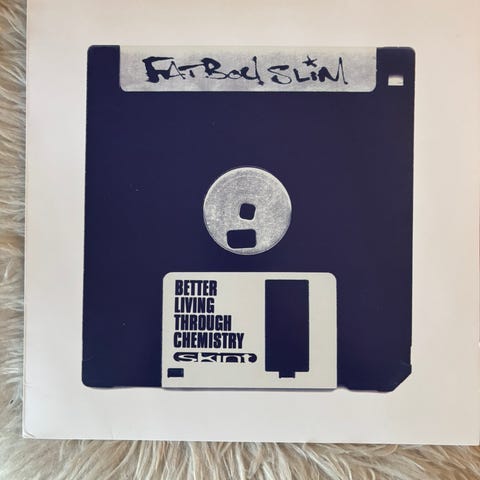 FATBOY SLIM
BETTER
LIVING
THROUGH
CHEMISTRY
skint